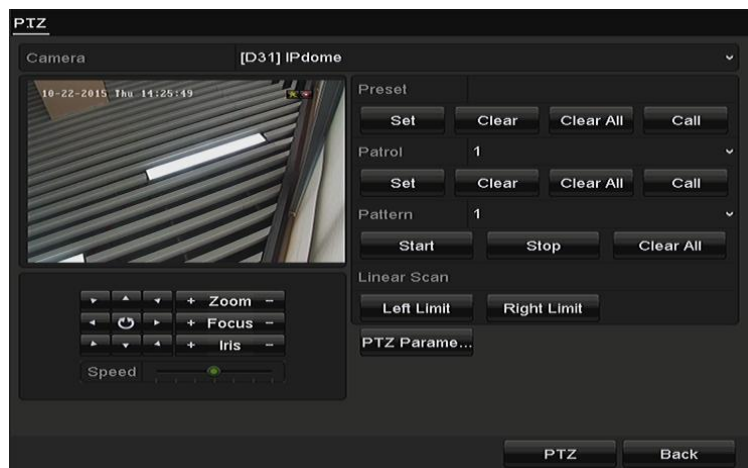 PTZ
Camera [D31] IPdome
10-22-2015 Thu 14:25:49
Preset
Set Clear Clear All Call
Patrol 1
Set Clear Clear All Call
Pattern 1
Start Stop Clear All
Linear Scan
Left Limit Right Limit
PTZ Parame...
+ Zoom -
+ Focus -
+ Iris -
Speed
PTZ Back